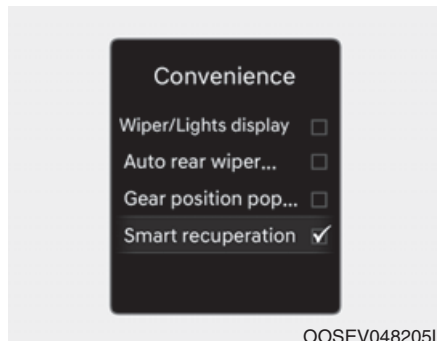 Convenience
Wiper/Lights display
Auto rear wiper...
Gear position pop...
Smart recuperation
OOSEV048205L